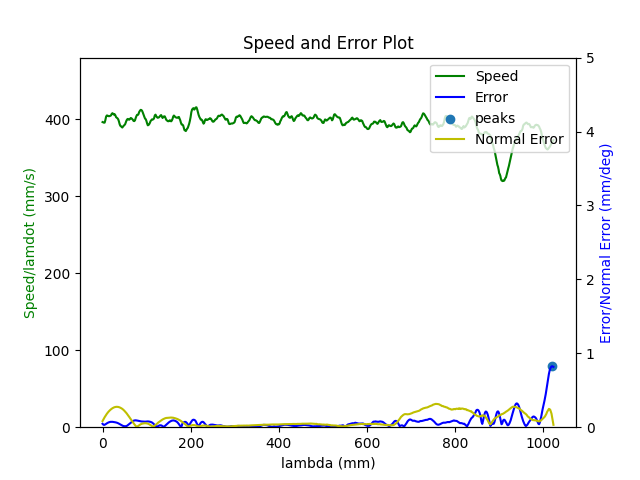 Speed and Error Plot
Speed
Error
peaks
Normal Error
Speed/lamdot (mm/s)
400
300
200
100
0
5
4
3
2
1
0
Error/Normal Error (mm/deg)
0 200 400 600 800 1000
lambda (mm)